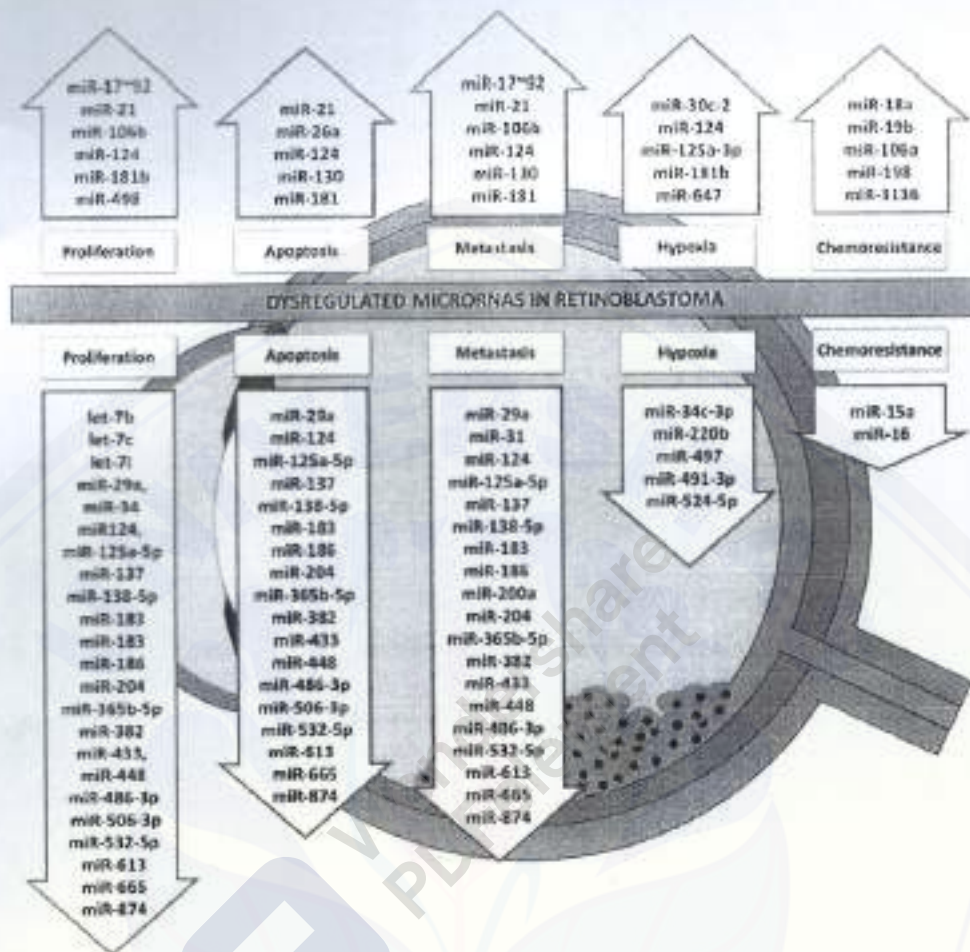 miR-17~92
miR-21
miR-106b
miR-124
miR-181b
miR-498
Proliferation
miR-21
miR-26a
miR-124
miR-130
miR-181
Apoptosis
miR-17~92
miR-21
miR-106b
miR-124
miR-130
miR-181
Metastasis
miR-30c-2
miR-124
miR-125a-3p
miR-181b
miR-647
Hypoxia
miR-18a
miR-19b
miR-106a
miR-198
miR-3136
Chemoresistance
DYSREGULATED MICRORNAS IN RETINOBLASTOMA
Proliferation
let-7b
let-7c
let-7i
miR-29a,
miR-34
miR124,
miR-125a-5p
miR-137
miR-138-5p
miR-183
miR-183
miR-186
miR-204
miR-365b-5p
miR-382
miR-433,
miR-448
miR-486-3p
miR-506-3p
miR-532-5p
miR-613
miR-665
miR-874
Apoptosis
miR-29a
miR-124
miR-125a-5p
miR-137
miR-138-5p
miR-183
miR-186
miR-204
miR-365b-5p
miR-382
miR-433
miR-448
miR-486-3p
miR-506-3p
miR-532-5p
miR-613
miR-665
miR-874
Metastasis
miR-29a
miR-31
miR-124
miR-125a-5p
miR-137
miR-138-5p
miR-183
miR-186
miR-200a
miR-204
miR-365b-5p
miR-382
miR-433
miR-448
miR-486-3p
miR-532-5p
miR-613
miR-665
miR-874
Hypoxia
miR-34c-3p
miR-220b
miR-497
miR-491-3p
miR-524-5p
Chemoresistance
miR-15a
miR-16